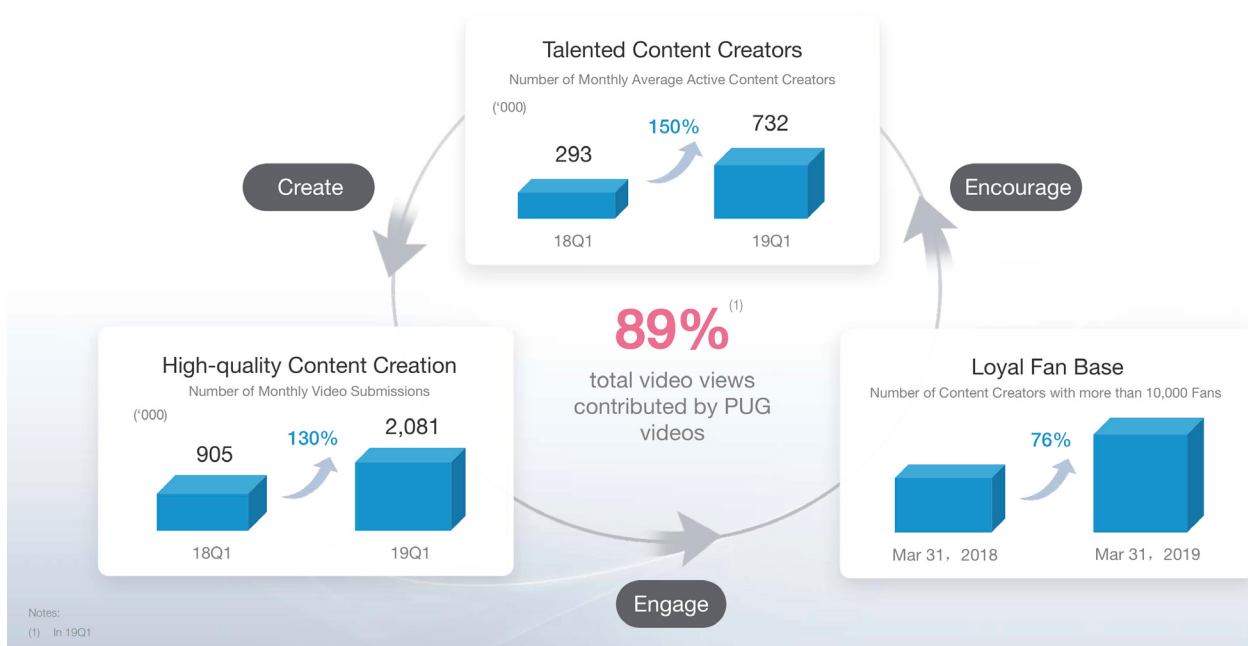 Talented Content Creators
Number of Monthly Average Active Content Creators
(‘000)
150%
293
732
18Q1
19Q1
Create
Encourage
89%(1)
total video views
contributed by PUG
videos
High-quality Content Creation
Number of Monthly Video Submissions
(‘000)
130%
905
2,081
18Q1
19Q1
Loyal Fan Base
Number of Content Creators with more than 10,000 Fans
76%
Mar 31，2018
Mar 31，2019
Engage
Notes:
(1) In 19Q1